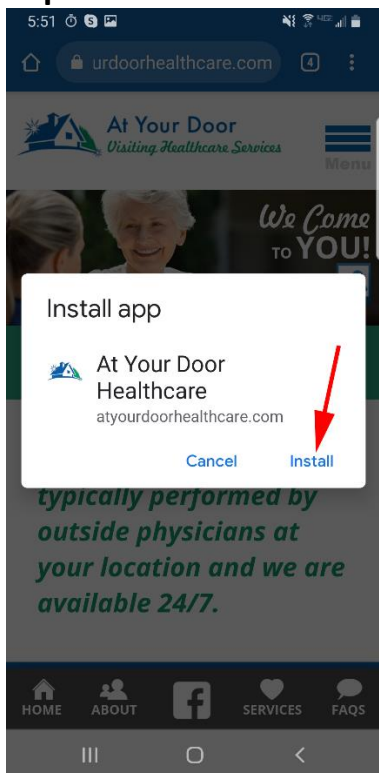 5:51
urdoorhealthcare.com 4
At Your Door
Visiting Healthcare Services
Menu
We Come
TO YOU!
Install app
At Your Door
Healthcare
atyourdoorhealthcare.com
Cancel Install
typically performed by
outside physicians at
your location and we are
available 24/7.
HOME ABOUT SERVICES FAQS